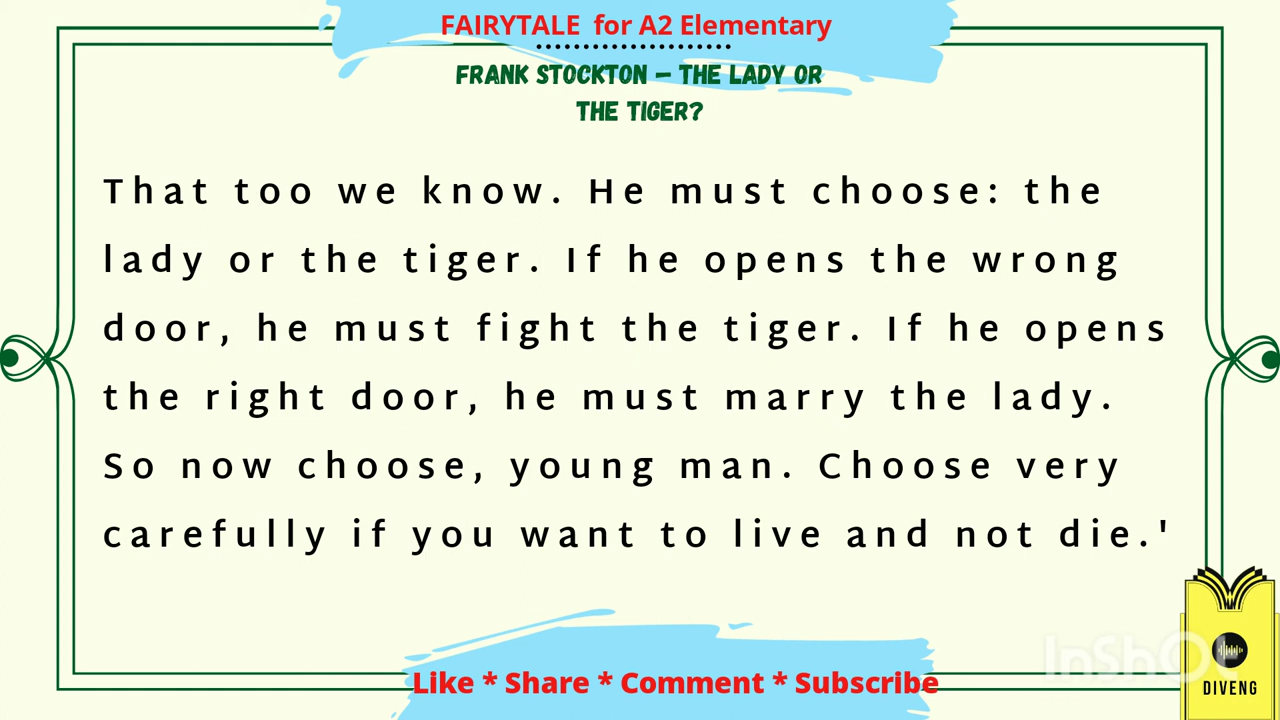 FAIRYTALE for A2 Elementary
FRANK STOCKTON – THE LADY OR
THE TIGER?
That too we know. He must choose: the
lady or the tiger. If he opens the wrong
door, he must fight the tiger. If he opens
the right door, he must marry the lady.
So now choose, young man. Choose very
carefully if you want to live and not die.'
InShOt
DIVENG
Like * Share * Comment * Subscribe